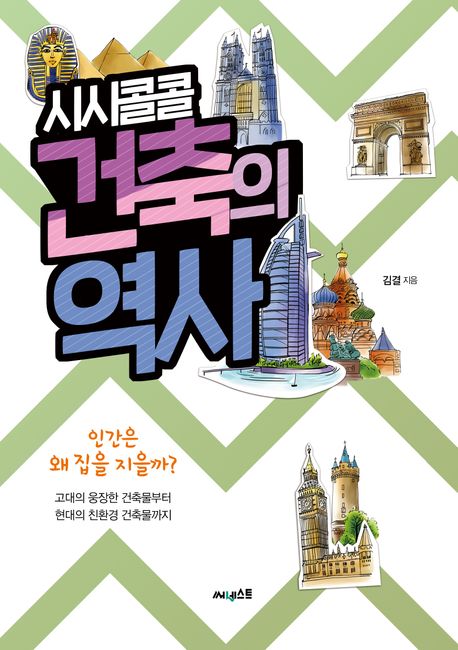 시시콜콜
건축의
역사
김결 지음
인간은
왜 집을 지을까?
고대의 웅장한 건축물부터
현대의 친환경 건축물까지
써네스트